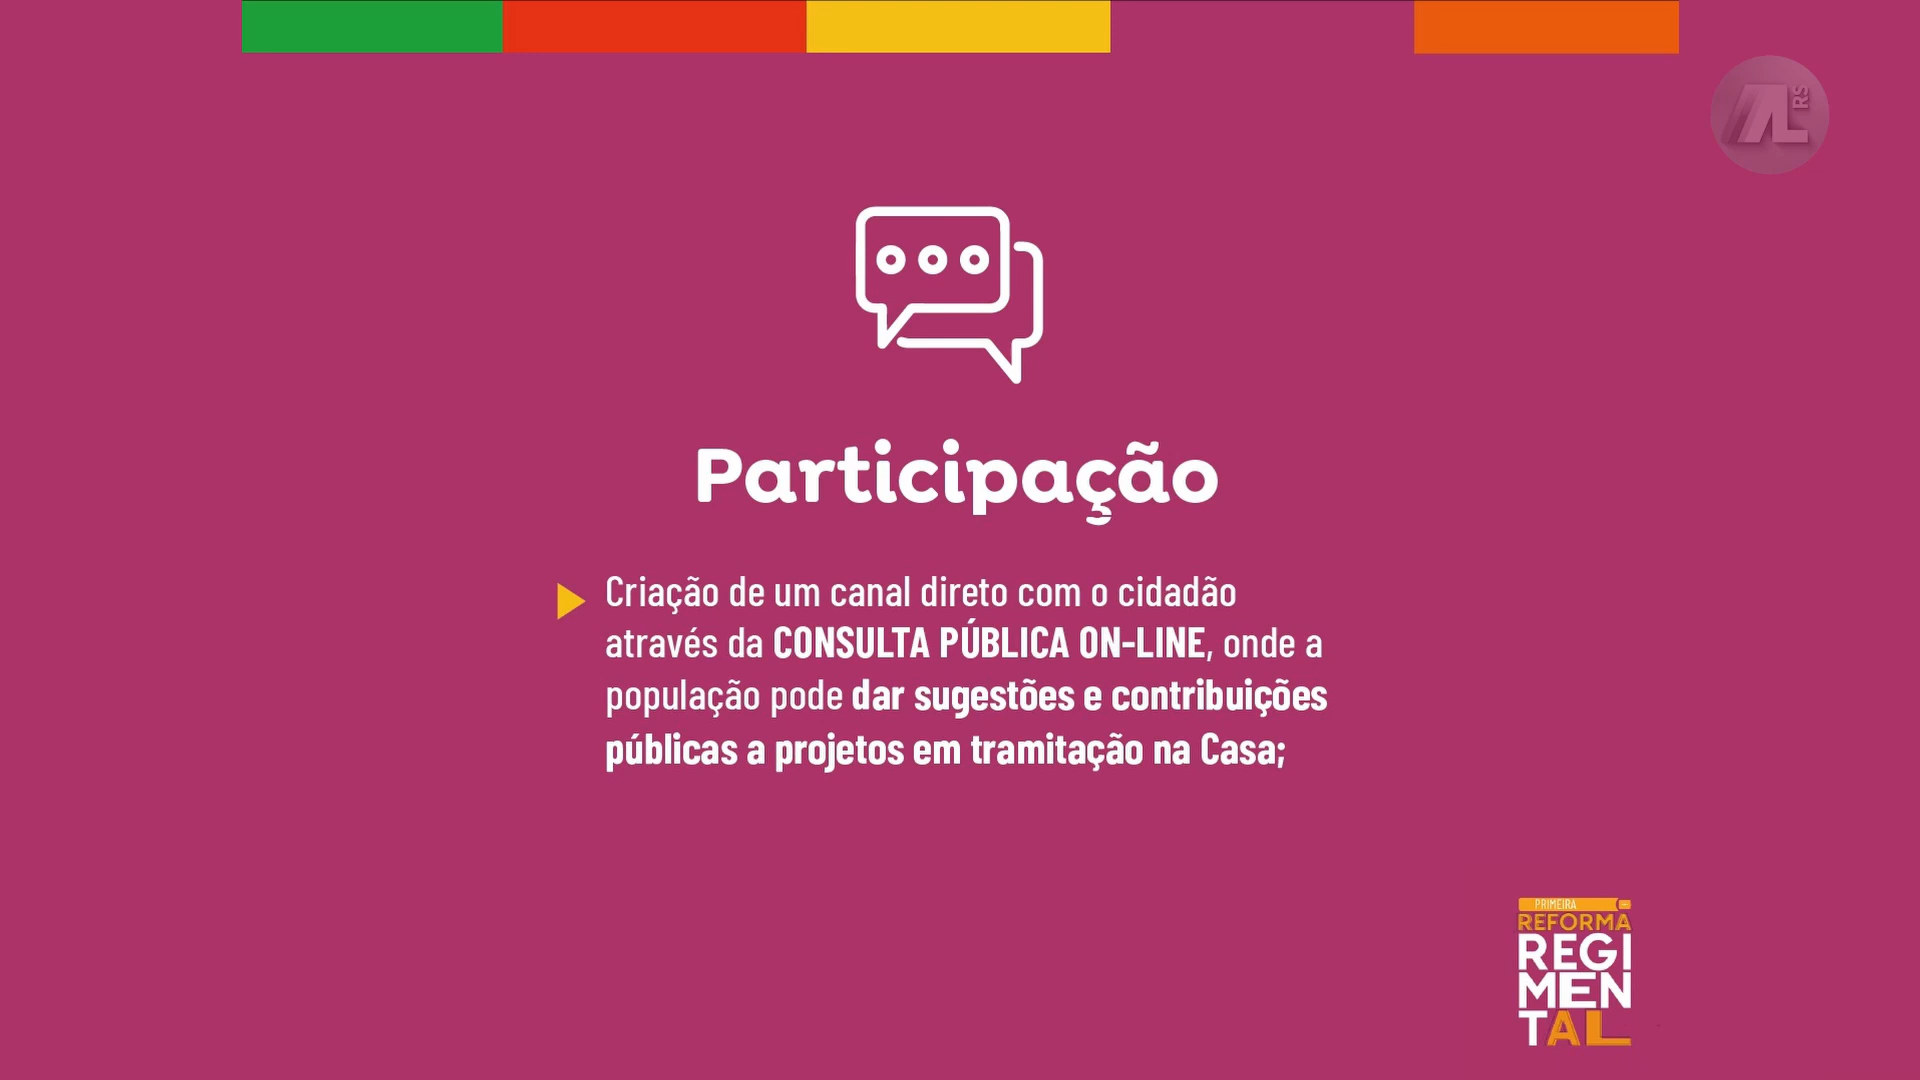 RS
Participação
Criação de um canal direto com o cidadão
através da CONSULTA PÚBLICA ON-LINE, onde a
população pode dar sugestões e contribuições
públicas a projetos em tramitação na Casa;
PRIMEIRA
REFORMA
REGI
MEN
TAL